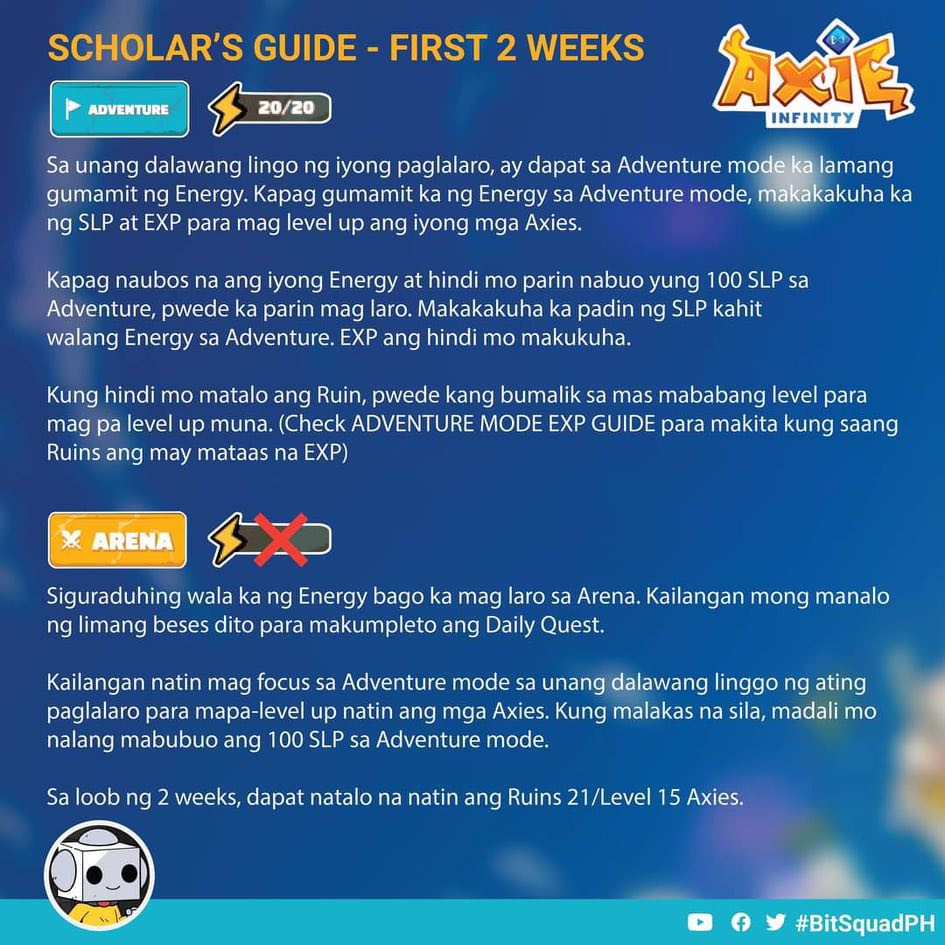 SCHOLAR'S GUIDE - FIRST 2 WEEKS
AXIE
INFINITY
ADVENTURE
20/20
Sa unang dalawang lingo ng iyong paglalaro, ay dapat sa Adventure mode ka lamang
gumamit ng Energy. Kapag gumamit ka ng Energy sa Adventure mode, makakakuha ka
ng SLP at EXP para mag level up ang iyong mga Axies.
Kapag naubos na ang iyong Energy at hindi mo parin nabuo yung 100 SLP sa
Adventure, pwede ka parin mag laro. Makakakuha ka padin ng SLP kahit
walang Energy sa Adventure. EXP ang hindi mo makukuha.
Kung hindi mo matalo ang Ruin, pwede kang bumalik sa mas mababang level para
mag pa level up muna. (Check ADVENTURE MODE EXP GUIDE para makita kung saang
Ruins ang may mataas na EXP)
ARENA
Siguraduhing wala ka ng Energy bago ka mag laro sa Arena. Kailangan mong manalo
ng limang beses dito para makumpleto ang Daily Quest.
Kailangan natin mag focus sa Adventure mode sa unang dalawang linggo ng ating
paglalaro para mapa-level up natin ang mga Axies. Kung malakas na sila, madali mo
nalang mabubuo ang 100 SLP sa Adventure mode.
Sa loob ng 2 weeks, dapat natalo na natin ang Ruins 21/Level 15 Axies.
#BitSquadPH